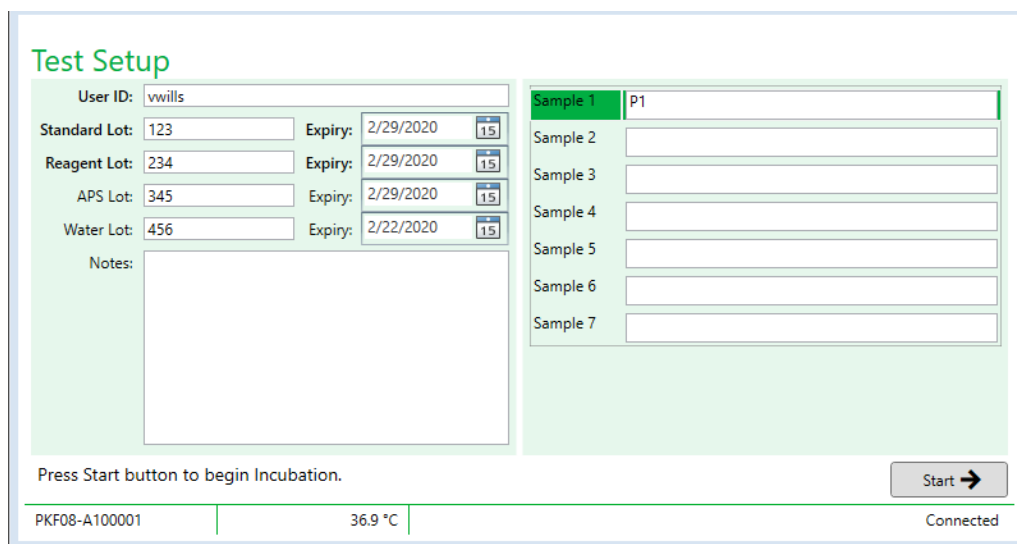 Test Setup
User ID: vwills
Standard Lot: 123 Expiry: 2/29/2020 15
Reagent Lot: 234 Expiry: 2/29/2020 15
APS Lot: 345 Expiry: 2/29/2020 15
Water Lot: 456 Expiry: 2/22/2020 15
Notes:
Sample 1 P1
Sample 2
Sample 3
Sample 4
Sample 5
Sample 6
Sample 7
Press Start button to begin Incubation.
Start
PKF08-A100001 36.9 °C Connected